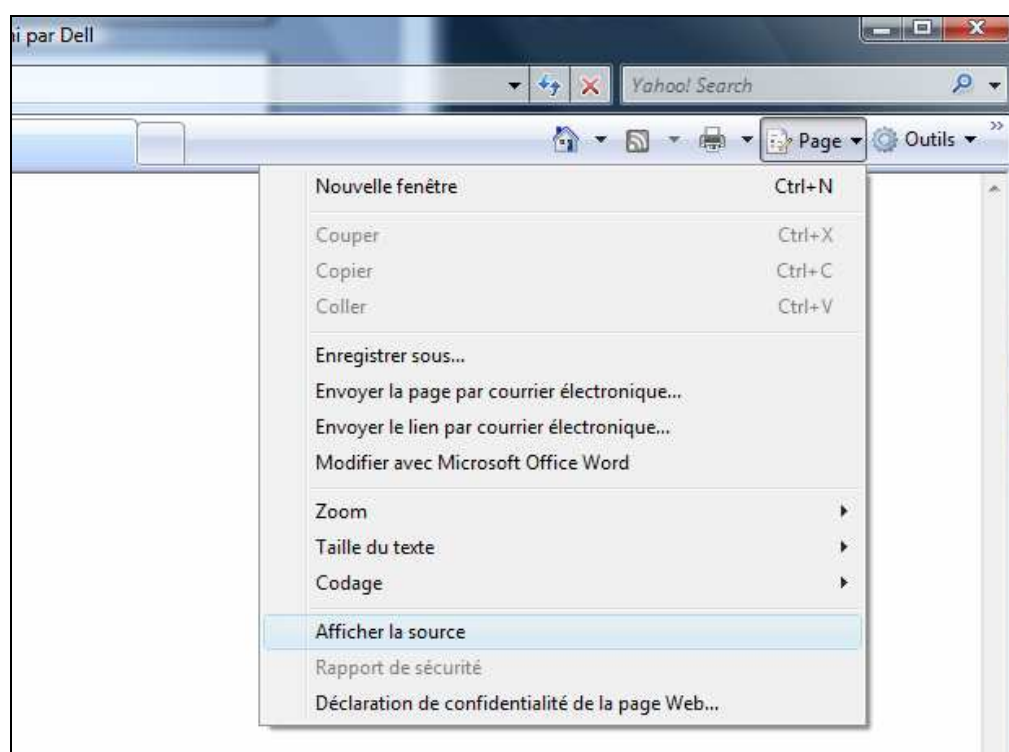 ni par Dell
Yahoo! Search
Page Outils »
Nouvelle fenêtre Ctrl+N
Couper Ctrl+X
Copier Ctrl+C
Coller Ctrl+V
Enregistrer sous...
Envoyer la page par courrier électronique...
Envoyer le lien par courrier électronique...
Modifier avec Microsoft Office Word
Zoom
Taille du texte
Codage
Afficher la source
Rapport de sécurité
Déclaration de confidentialité de la page Web...